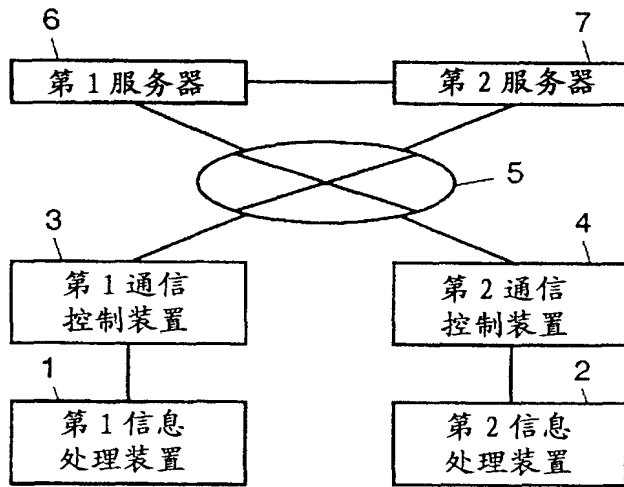 6
7
第1服务器
第2服务器
5
3
4
第1通信
控制装置
第2通信
控制装置
1
2
第1信息
处理装置
第2信息
处理装置